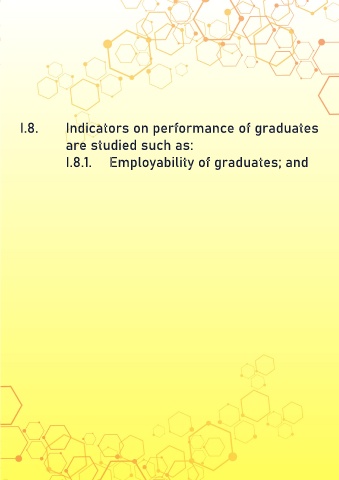 I.8. Indicators on performance of graduates
are studied such as:
I.8.1. Employability of graduates; and